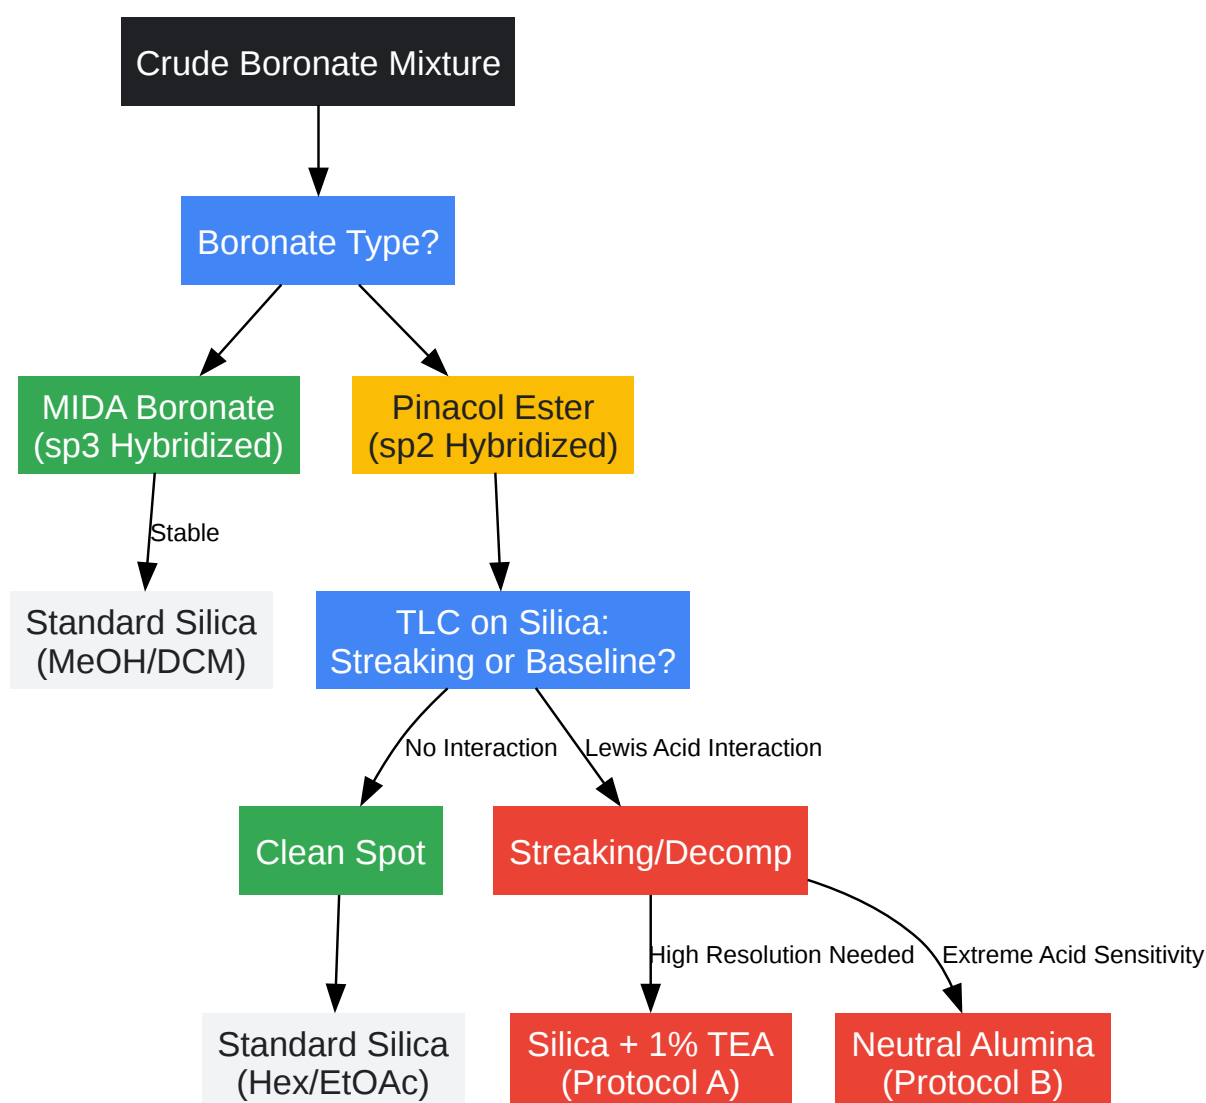 Crude Boronate Mixture
Boronate Type?
MIDA Boronate
(sp3 Hybridized)
Pinacol Ester
(sp2 Hybridized)
Stable
Standard Silica
(MeOH/DCM)
TLC on Silica:
Streaking or Baseline?
No Interaction
Lewis Acid Interaction
Clean Spot
Streaking/Decomp
High Resolution Needed
Extreme Acid Sensitivity
Standard Silica
(Hex/EtOAc)
Silica + 1% TEA
(Protocol A)
Neutral Alumina
(Protocol B)